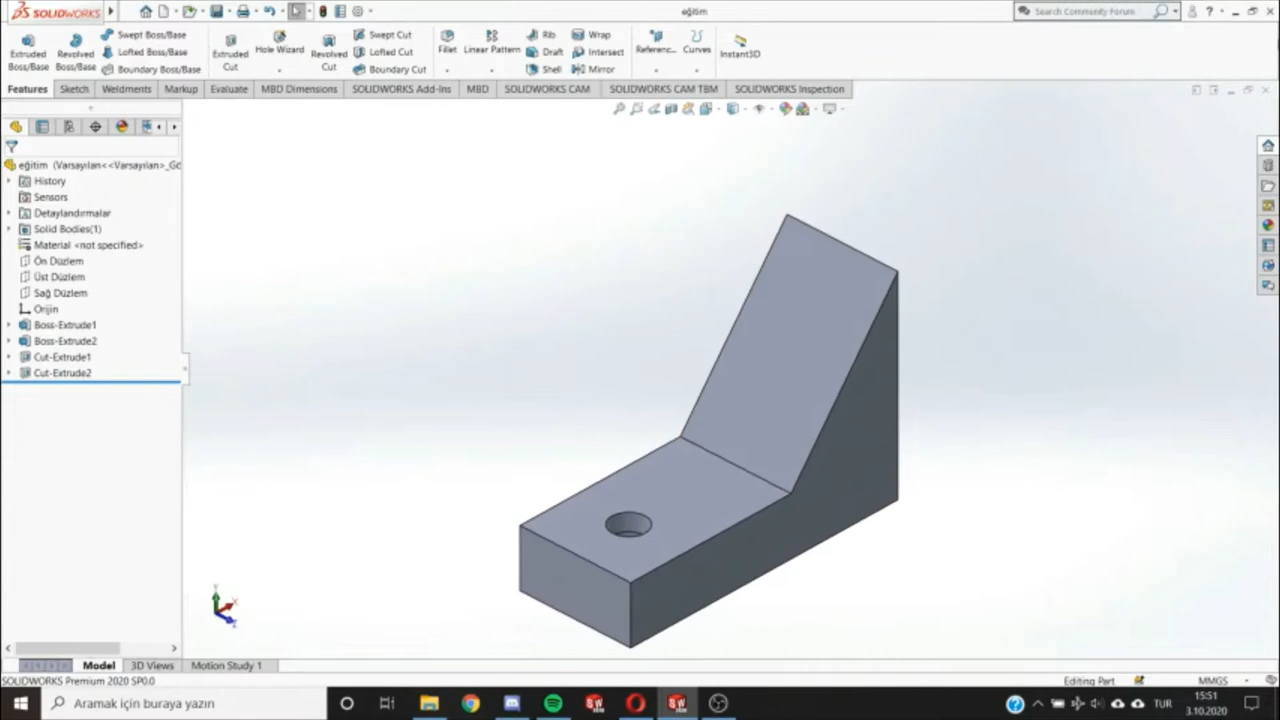 SOLIDWORKS
eğitim
Search Community Forum
Extruded Boss/Base
Revolved Boss/Base
Swept Boss/Base
Lofted Boss/Base
Boundary Boss/Base
Extruded Cut
Hole Wizard
Revolved Cut
Swept Cut
Lofted Cut
Boundary Cut
Fillet
Linear Pattern
Rib
Draft
Shell
Wrap
Intersect
Mirror
Referenc...
Curves
Instant3D
Features Sketch Weldments Markup Evaluate MBD Dimensions SOLIDWORKS Add-Ins MBD SOLIDWORKS CAM SOLIDWORKS CAM TBM SOLIDWORKS Inspection
eğitim (Varsayılan<<Varsayılan>_Gö
History
Sensors
Detaylandırmalar
Solid Bodies(1)
Material <not specified>
Ön Düzlem
Üst Düzlem
Sağ Düzlem
Orijin
Boss-Extrude1
Boss-Extrude2
Cut-Extrude1
Cut-Extrude2
Model 3D Views Motion Study 1
SOLIDWORKS Premium 2020 SP0.0
Editing Part
MMGS
Aramak için buraya yazın
TUR
15:51
3.10.2020